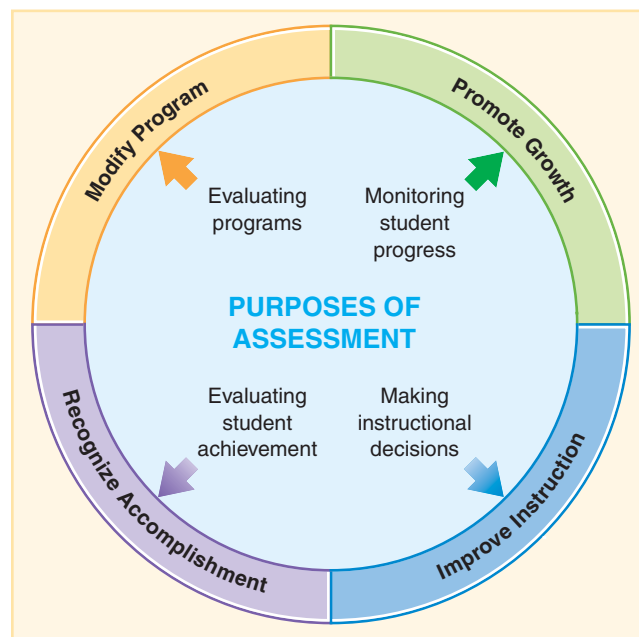 Modify Program
Promote Growth
Evaluating
programs
Monitoring
student
progress
PURPOSES OF
ASSESSMENT
Evaluating
student
achievement
Making
instructional
decisions
Recognize Accomplishment
Improve Instruction